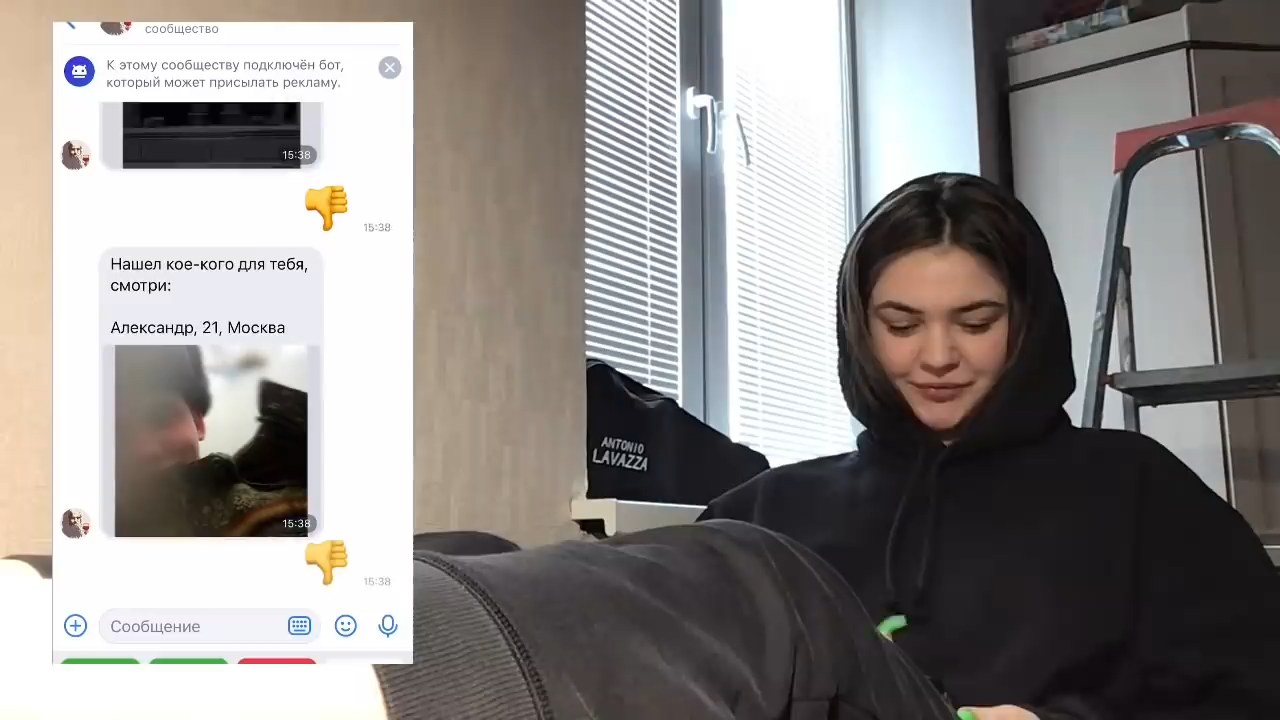 сообщество
К этому сообществу подключён бот,
который может присылать рекламу.
15:38
15:38
Нашел кое-кого для тебя,
смотри:
Александр, 21, Москва
15:38
15:38
Сообщение
ANTONIO
LAVAZZA